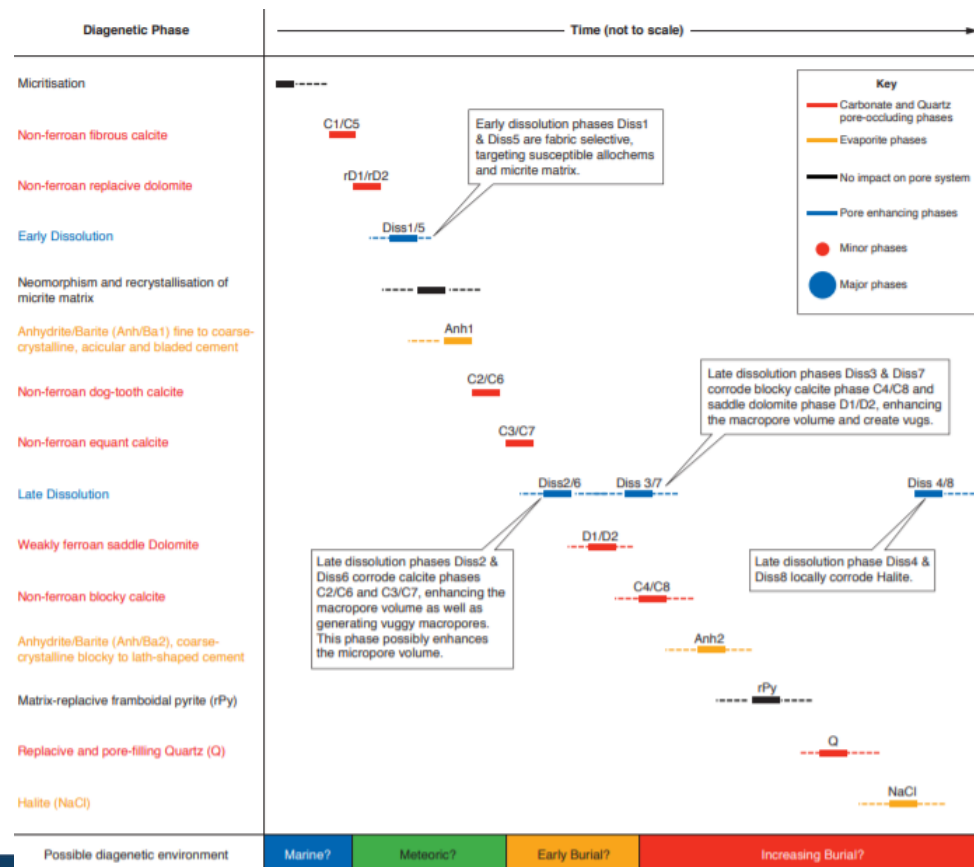 Diagenetic Phase
Time (not to scale)
Micritisation
Key
Carbonate and Quartz
pore-occluding phases
Evaporite phases
No impact on pore system
Pore enhancing phases
Minor phases
Major phases
Non-ferroan fibrous calcite
C1/C5
Early dissolution phases Diss1
& Diss5 are fabric selective,
targeting susceptible allochems
and micrite matrix.
Non-ferroan replacive dolomite
rD1/rD2
Early Dissolution
Diss1/5
Neomorphism and recrystallisation of
micrite matrix
Anhydrite/Barite (Anh/Ba1) fine to coarse-
crystalline, acicular and bladed cement
Anh1
Non-ferroan dog-tooth calcite
C2/C6
Late dissolution phases Diss3 & Diss7
corrode blocky calcite phase C4/C8 and
saddle dolomite phase D1/D2, enhancing
the macropore volume and create vugs.
Non-ferroan equant calcite
C3/C7
Late Dissolution
Diss2/6
Diss 3/7
Diss 4/8
Weakly ferroan saddle Dolomite
D1/D2
Late dissolution phases Diss2 &
Diss6 corrode calcite phases
C2/C6 and C3/C7, enhancing the
macropore volume as well as
generating vuggy macropores.
This phase possibly enhances
the micropore volume.
Late dissolution phase Diss4 &
Diss8 locally corrode Halite.
Non-ferroan blocky calcite
C4/C8
Anhydrite/Barite (Anh/Ba2), coarse-
crystalline blocky to lath-shaped cement
Anh2
Matrix-replacive framboidal pyrite (rPy)
rPy
Replacive and pore-filling Quartz (Q)
Q
Halite (NaCl)
NaCl
Possible diagenetic environment
Marine?
Meteoric?
Early Burial?
Increasing Burial?